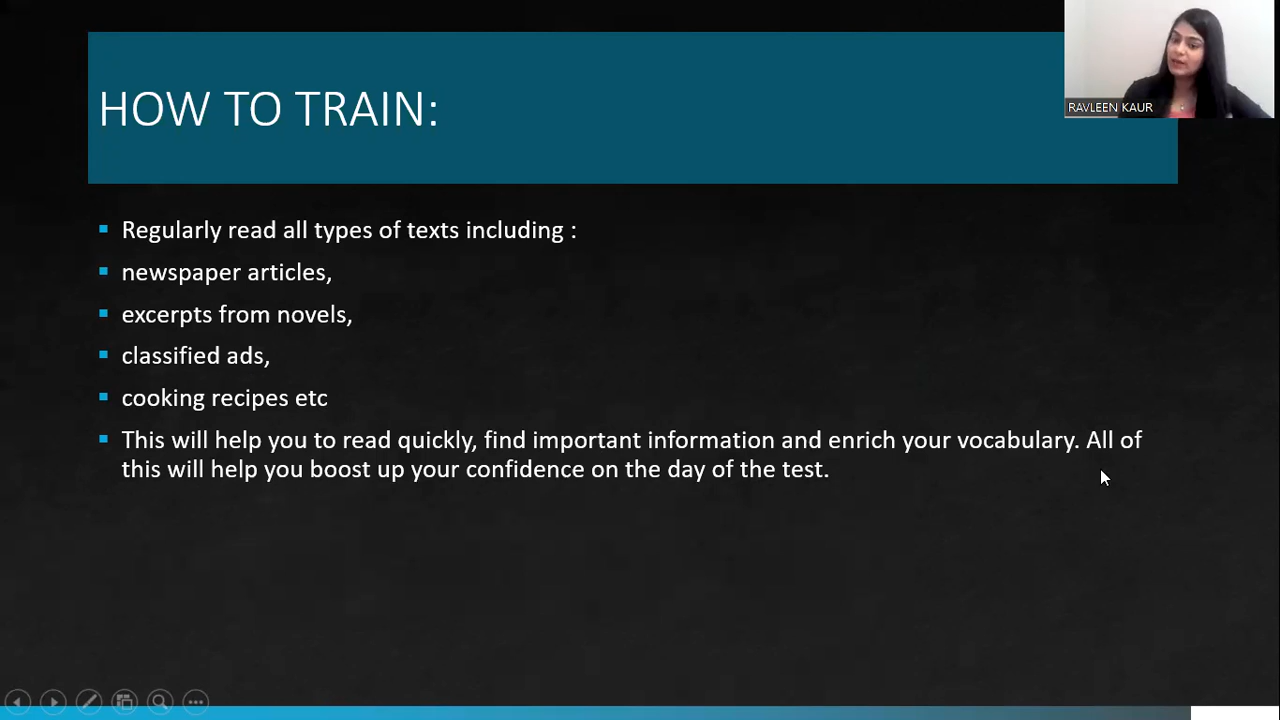 HOW TO TRAIN:
RAVLEEN KAUR
Regularly read all types of texts including :
newspaper articles,
excerpts from novels,
classified ads,
cooking recipes etc
This will help you to read quickly, find important information and enrich your vocabulary. All of
this will help you boost up your confidence on the day of the test.